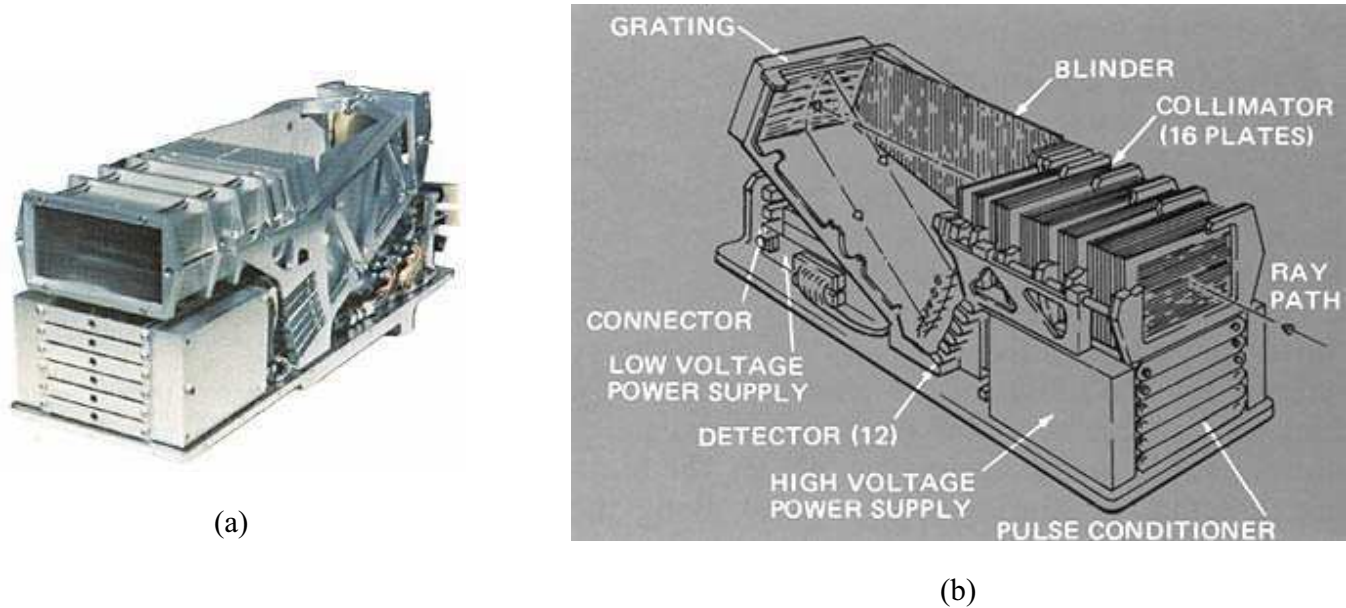 GRATING
BLINDER
COLLIMATOR
(16 PLATES)
RAY
PATH
CONNECTOR
LOW VOLTAGE
POWER SUPPLY
DETECTOR (12)
HIGH VOLTAGE
POWER SUPPLY
PULSE CONDITIONER
(a)
(b)